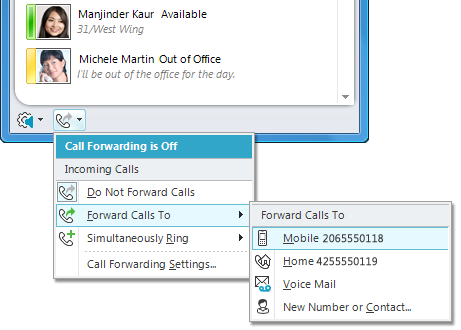 Manjinder Kaur Available
31/West Wing
Michele Martin Out of Office
I'll be out of the office for the day.
Call Forwarding is Off
Incoming Calls
Do Not Forward Calls
Forward Calls To
Simultaneously Ring
Call Forwarding Settings...
Forward Calls To
Mobile 2065550118
Home 4255550119
Voice Mail
New Number or Contact...